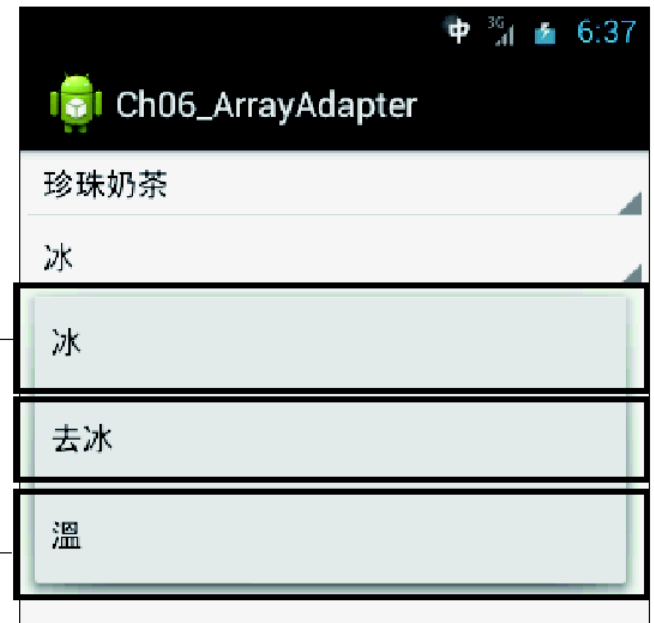 中 3G 6:37
Ch06_ArrayAdapter
珍珠奶茶
冰
冰
去冰
溫